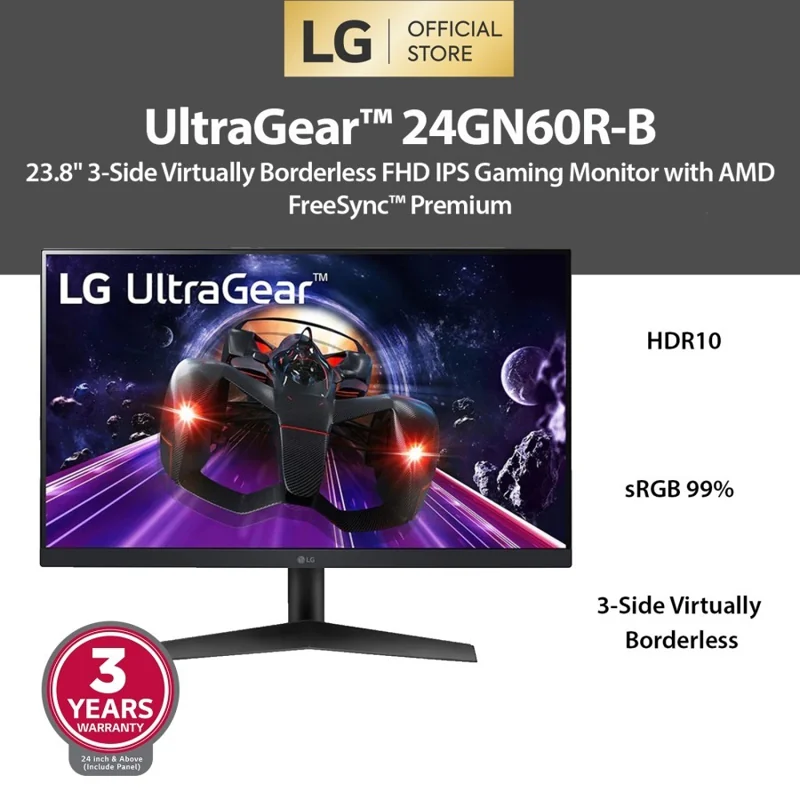 LG OFFICIAL
STORE
UltraGear™ 24GN60R-B
23.8" 3-Side Virtually Borderless FHD IPS Gaming Monitor with AMD
FreeSync™ Premium
LG UltraGear™
HDR10
sRGB 99%
LG
3-Side Virtually
Borderless
3
YEARS
WARRANTY
24 inch & Above
(Include Panel)